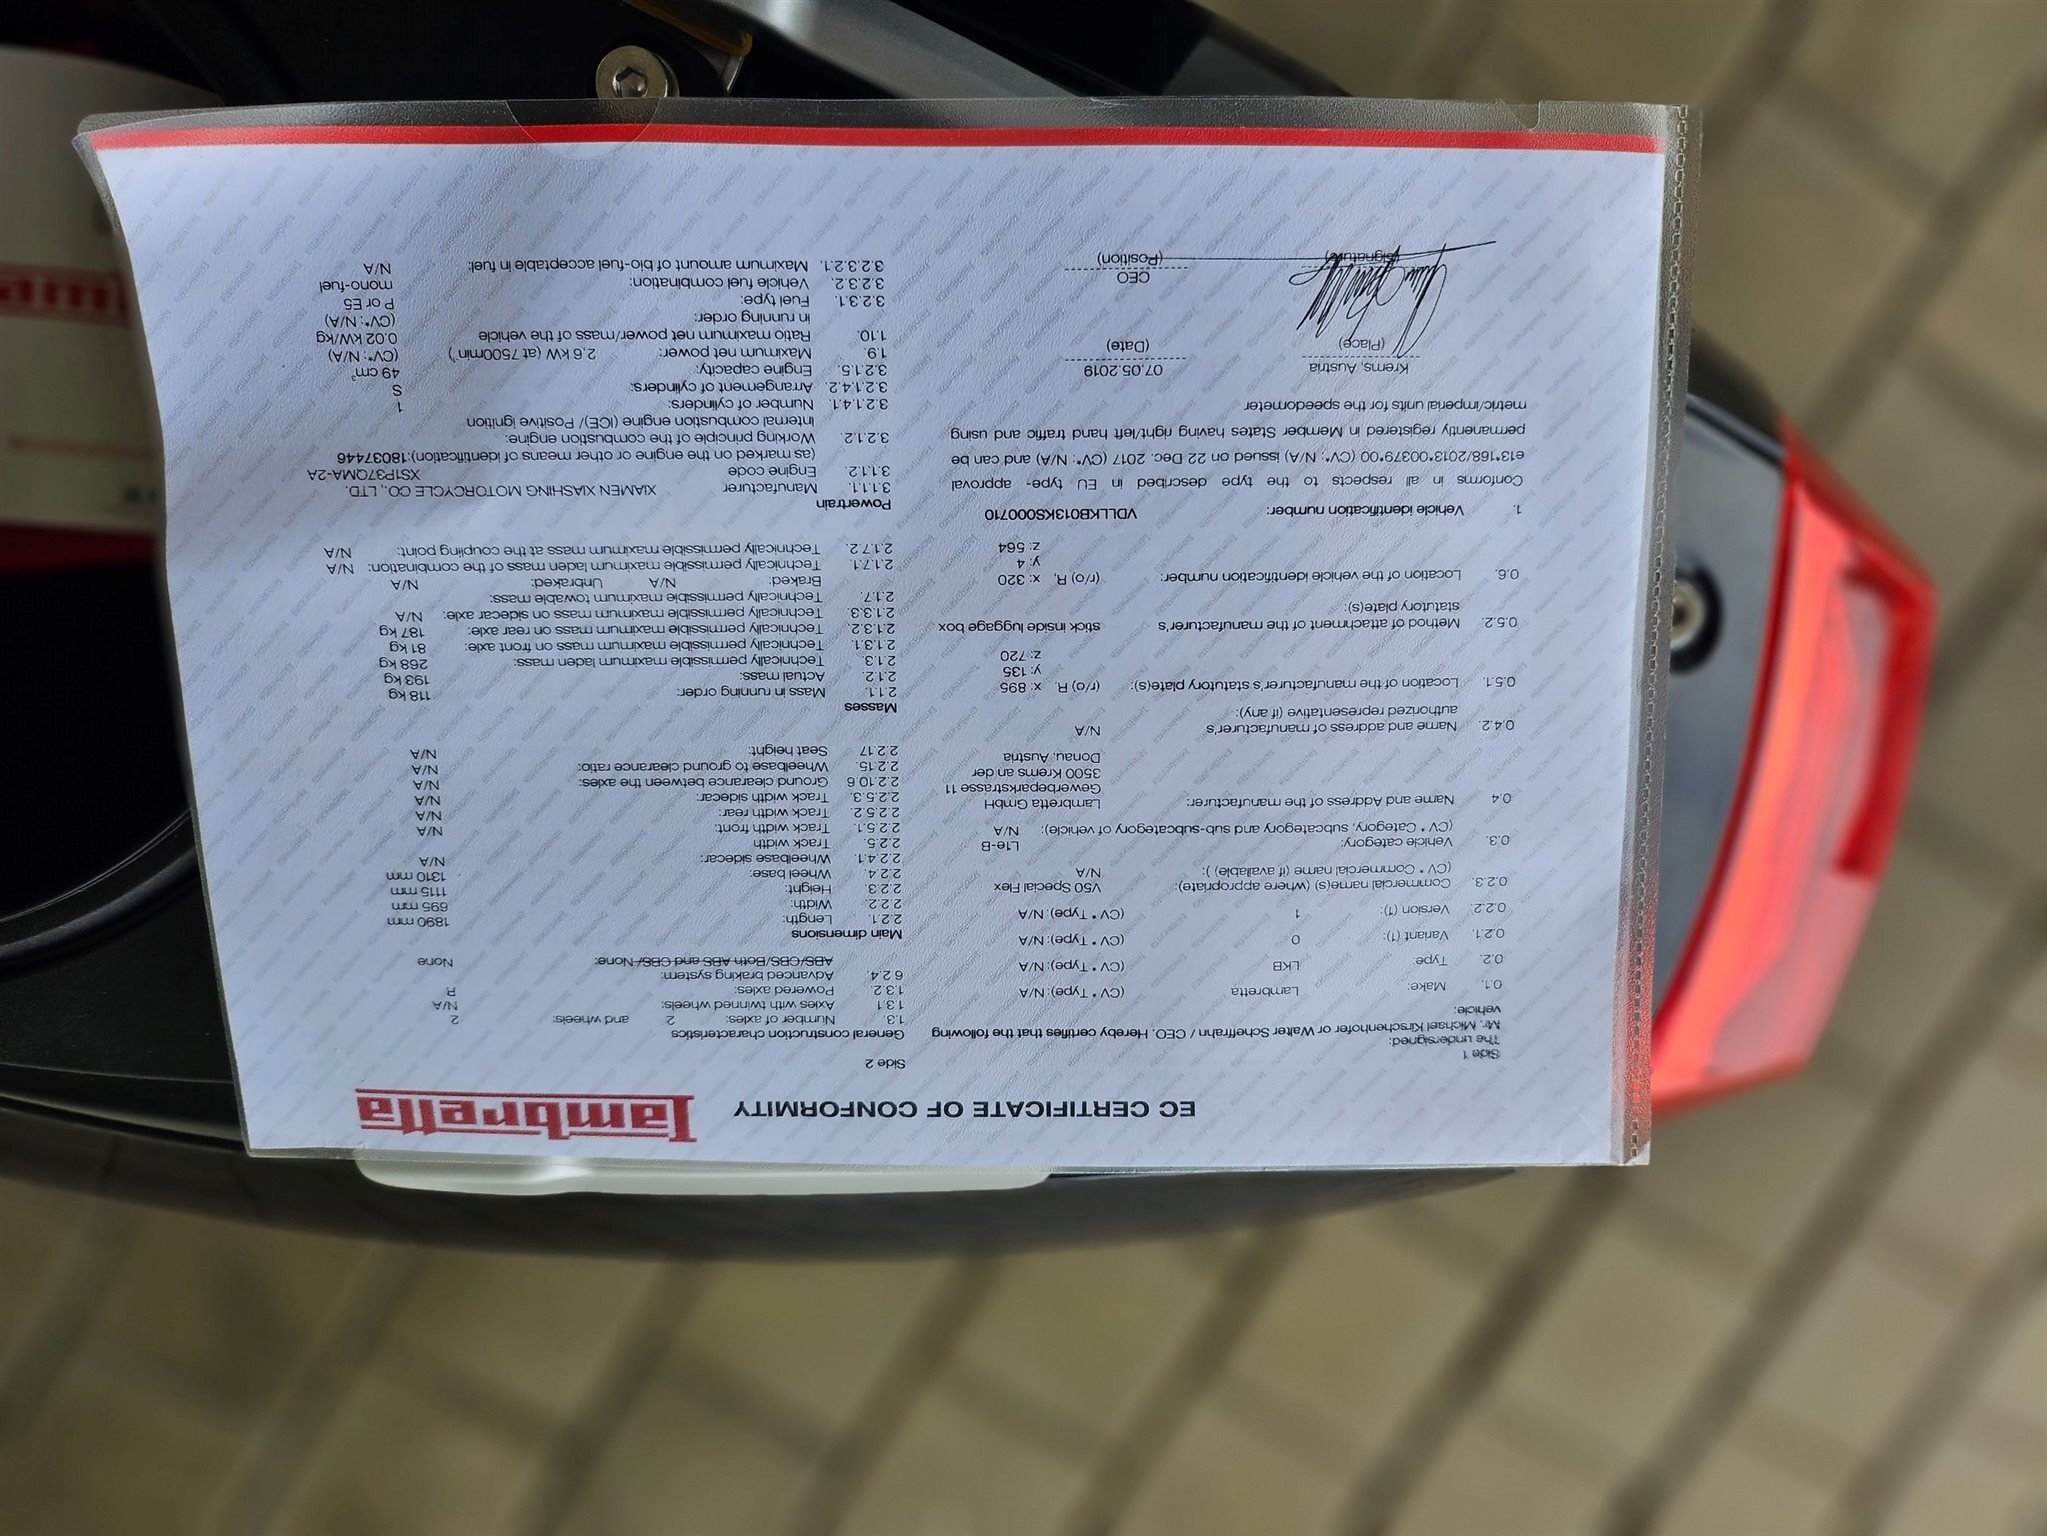 EC CERTIFICATE OF CONFORMITY
Lambretta
Side 1
The undersigned:
Mr. Michael Kirschenhofer or Walter Scheffrahn / CEO. Hereby certifies that the following
vehicle:
0.1. Make: Lambretta (CV * Type): N/A
0.2. Type: LKB (CV * Type): N/A
0.2.1. Variant (1): 0 (CV * Type): N/A
0.2.2. Version (1): 1 (CV * Type): N/A
0.2.3. Commercial name(s) (where appropriate): V50 Special Flex
(CV * Commercial name (if available) ): N/A
0.3. Vehicle category: L1e-B
(CV * Category, subcategory and sub-subcategory of vehicle): N/A
0.4 Name and Address of the manufacturer: Lambretta GmbH
Gewerbeparkstrasse 11
3500 Krems an der
Donau, Austria
0.4.2. Name and address of manufacturer's N/A
authorized representative (if any):
0.5.1. Location of the manufacturer's statutory plate(s): (r/o) R, x: 895
y: 135
z: 720
0.5.2. Method of attachment of the manufacturer's stick inside luggage box
statutory plate(s):
0.6. Location of the vehicle identification number: (r/o) R, x: 320
y: 4
z: 564
1. Vehicle identification number: VDLLKB013KS000710
Conforms in all respects to the type described in EU type- approval
e13*168/2013*00379*00 (CV*: N/A) issued on 22 Dec. 2017 (CV*: N/A) and can be
permanently registered in Member States having right/left hand traffic and using
metric/imperial units for the speedometer
Krems, Austria 07.05.2019
(Place) (Date)
CEO
(Signature) (Position)
Side 2
General construction characteristics
1.3. Number of axles: 2 and wheels: 2
1.3.1 Axles with twinned wheels: N/A
1.3.2. Powered axles: R
6.2.4. Advanced braking system:
ABS/CBS/Both ABS and CBS/ None: None
Main dimensions
2.2.1. Length: 1890 mm
2.2.2. Width: 695 mm
2.2.3. Height: 1115 mm
2.2.4. Wheel base: 1310 mm
2.2.4.1. Wheelbase sidecar: N/A
2.2.5. Track width
2.2.5.1. Track width front: N/A
2.2.5.2 Track width rear: N/A
2.2.5.3. Track width sidecar: N/A
2.2.10.6 Ground clearance between the axles: N/A
2.2.15. Wheelbase to ground clearance ratio: N/A
2.2.17 Seat height: N/A
Masses
2.1.1. Mass in running order: 118 kg
2.1.2. Actual mass: 193 kg
2.1.3. Technically permissible maximum laden mass: 268 kg
2.1.3.1 Technically permissible maximum mass on front axle: 81 kg
2.1.3.2. Technically permissible maximum mass on rear axle: 187 kg
2.1.3.3. Technically permissible maximum mass on sidecar axle: N/A
2.1.7. Technically permissible maximum towable mass:
Braked: N/A Unbraked: N/A
2.1.7.1. Technically permissible maximum laden mass of the combination: N/A
2.1.7.2. Technically permissible maximum mass at the coupling point: N/A
Powertrain
3.1.1.1. Manufacturer XIAMEN XIASHING MOTORCYCLE CO., LTD.
3.1.1.2. Engine code XS1P37QMA-2A
(as marked on the engine or other means of identification):18037446
3.2.1.2. Working principle of the combustion engine:
Internal combustion engine (ICE)/ Positive ignition
3.2.1.4.1. Number of cylinders: 1
3.2.1.4.2. Arrangement of cylinders: S
3.2.1.5. Engine capacity: 49 cm³
1.9. Maximum net power: 2,6 kW (at 7500min⁻¹) (CV*: N/A)
1.10. Ratio maximum net power/mass of the vehicle 0.02 kW/kg
in running order: (CV*: N/A)
3.2.3.1. Fuel type: P or E5
3.2.3.2. Vehicle fuel combination: mono-fuel
3.2.3.2.1. Maximum amount of bio-fuel acceptable in fuel: N/A